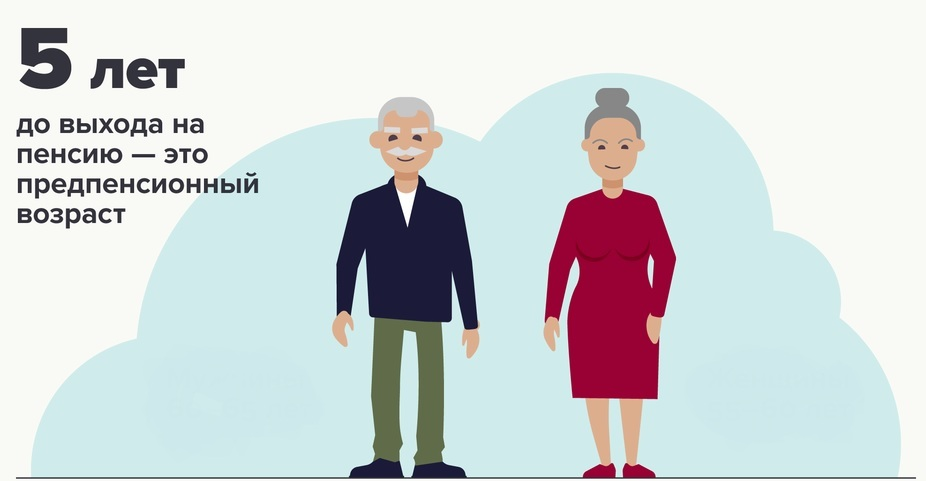 5 лет
до выхода на
пенсию — это
предпенсионный
возраст